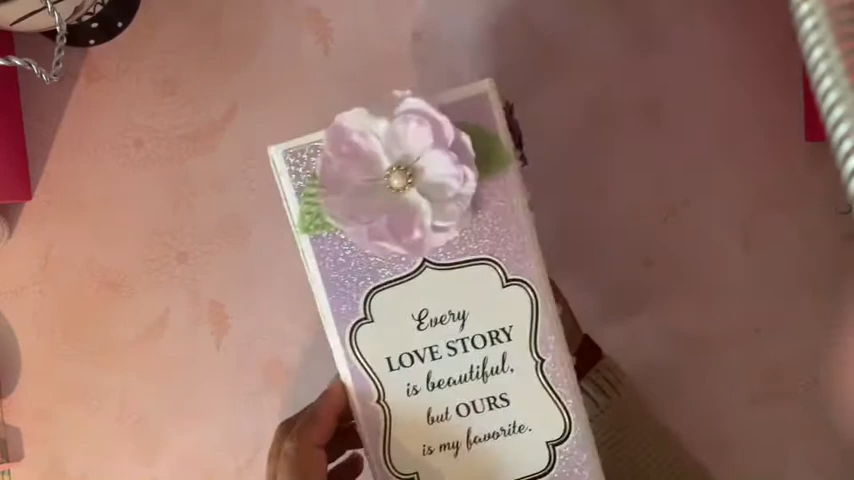 Every
LOVE STORY
is beautiful,
but OURS
is my favorite.